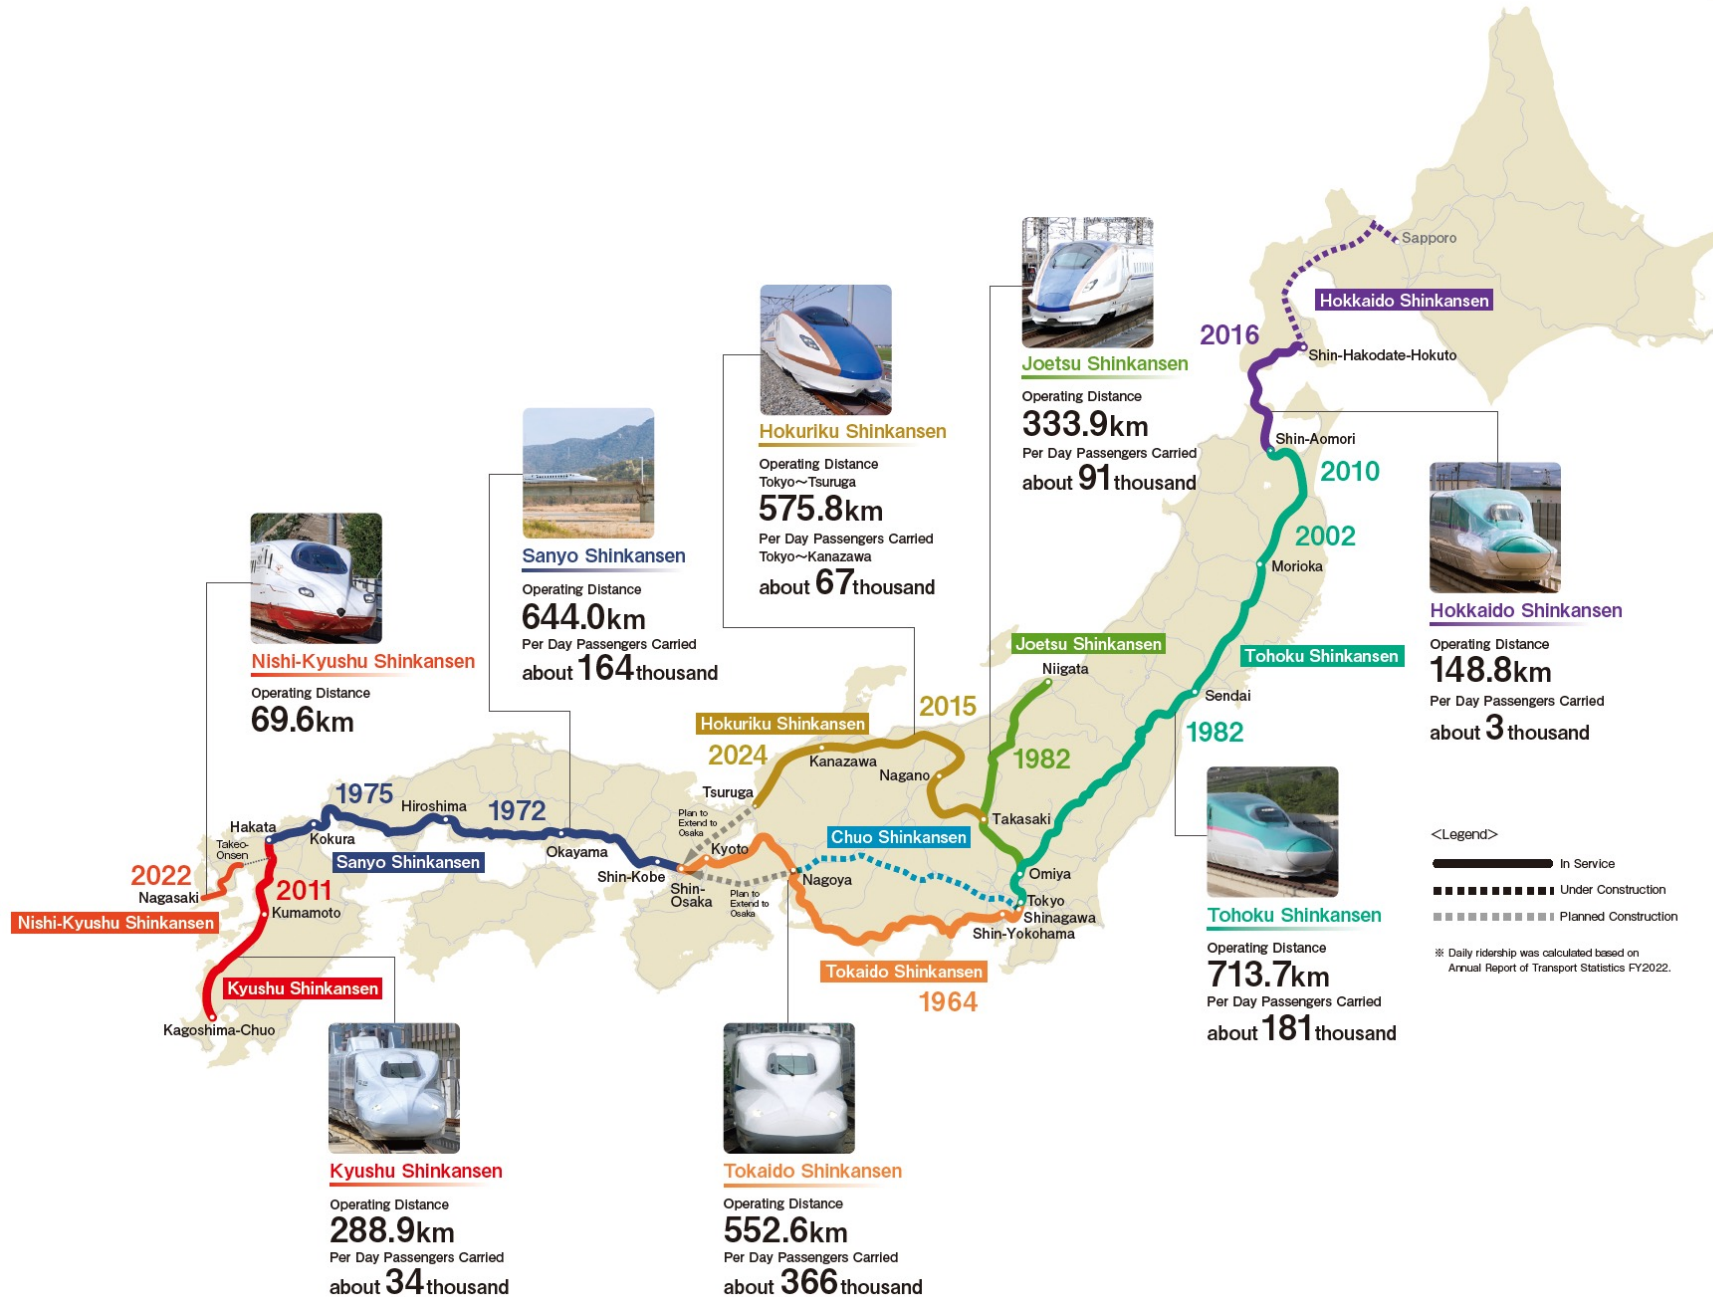 Sapporo
Hokkaido Shinkansen
2016
Shin-Hakodate-Hokuto
Shin-Aomori
2010
2002
Morioka
Tohoku Shinkansen
Sendai
1982
Joetsu Shinkansen
Operating Distance
333.9km
Per Day Passengers Carried
about 91 thousand
Hokuriku Shinkansen
Operating Distance
Tokyo～Tsuruga
575.8km
Per Day Passengers Carried
Tokyo～Kanazawa
about 67 thousand
Sanyo Shinkansen
Operating Distance
644.0km
Per Day Passengers Carried
about 164 thousand
Nishi-Kyushu Shinkansen
Operating Distance
69.6km
Hokkaido Shinkansen
Operating Distance
148.8km
Per Day Passengers Carried
about 3 thousand
Joetsu Shinkansen
Niigata
1982
2015
Hokuriku Shinkansen
2024
Kanazawa
Nagano
Tsuruga
Takasaki
Plan to
Extend to
Osaka
Chuo Shinkansen
1975
Hiroshima
1972
Hakata
Kokura
Takeo-
Onsen
Sanyo Shinkansen
Okayama
Shin-Kobe
Kyoto
Shin-
Osaka
Nagoya
Plan to
Extend to
Osaka
Omiya
Tokyo
Shinagawa
Shin-Yokohama
2022
Nagasaki
Nishi-Kyushu Shinkansen
2011
Kumamoto
Kyushu Shinkansen
Kagoshima-Chuo
Tokaido Shinkansen
1964
Tohoku Shinkansen
Operating Distance
713.7km
Per Day Passengers Carried
about 181 thousand
<Legend>
In Service
Under Construction
Planned Construction
※ Daily ridership was calculated based on
Annual Report of Transport Statistics FY2022.
Kyushu Shinkansen
Operating Distance
288.9km
Per Day Passengers Carried
about 34 thousand
Tokaido Shinkansen
Operating Distance
552.6km
Per Day Passengers Carried
about 366 thousand